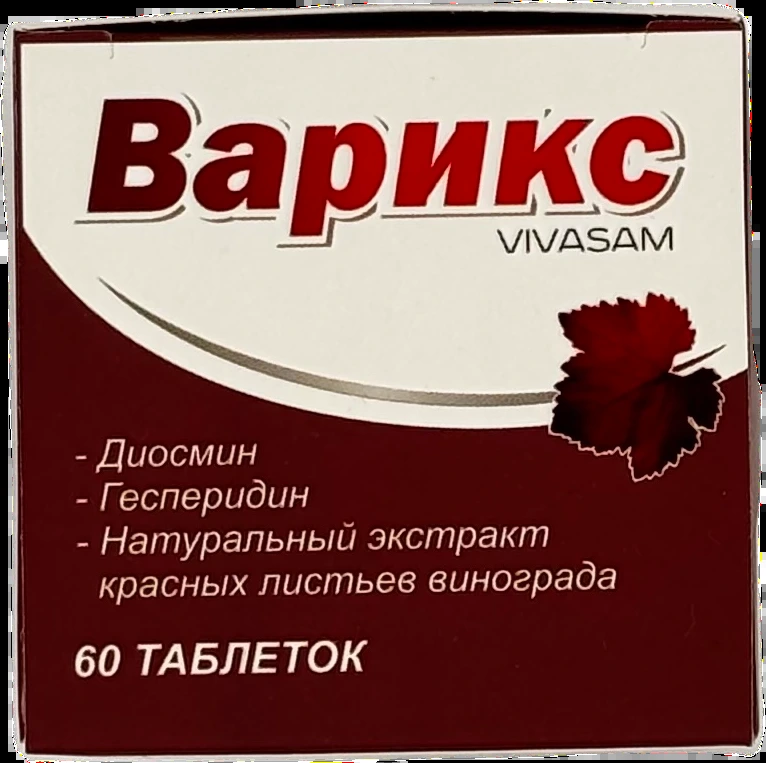 Варикс
VIVASAM
- Диосмин
- Гесперидин
- Натуральный экстракт
красных листьев винограда
60 ТАБЛЕТОК